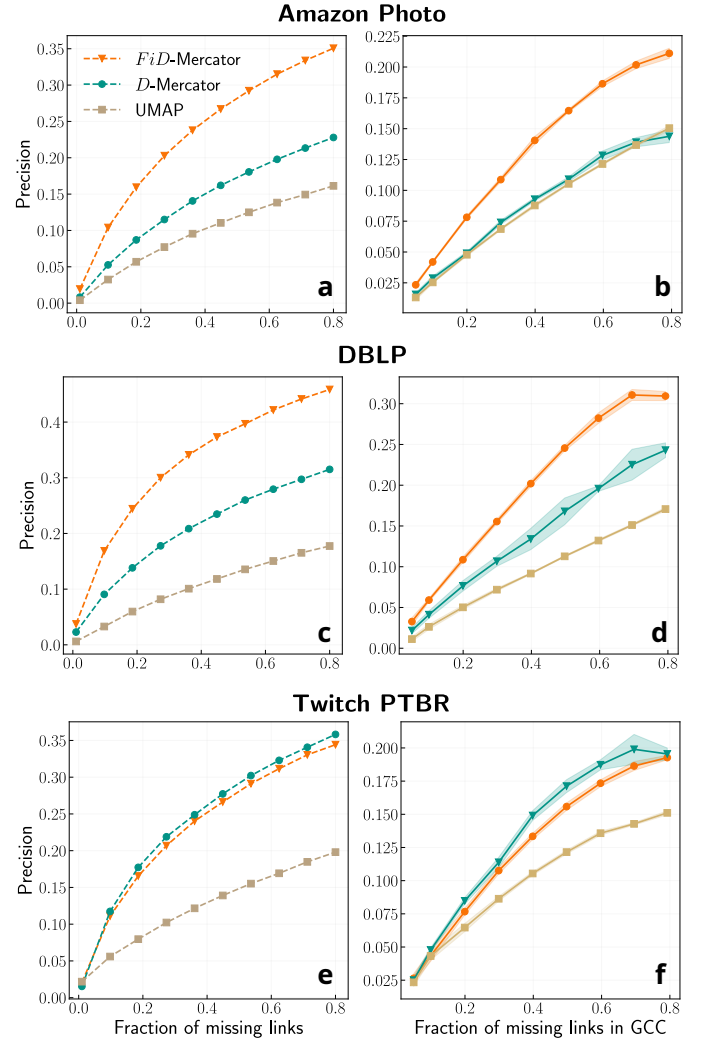 Amazon Photo
Precision
0.35
0.30
0.25
0.20
0.15
0.10
0.05
0.00
FiD-Mercator
D-Mercator
UMAP
a
0.0 0.2 0.4 0.6 0.8
0.225
0.200
0.175
0.150
0.125
0.100
0.075
0.050
0.025
b
0.2 0.4 0.6 0.8
DBLP
Precision
0.4
0.3
0.2
0.1
0.0
c
0.0 0.2 0.4 0.6 0.8
0.30
0.25
0.20
0.15
0.10
0.05
0.00
d
0.2 0.4 0.6 0.8
Twitch PTBR
Precision
0.35
0.30
0.25
0.20
0.15
0.10
0.05
0.00
e
0.0 0.2 0.4 0.6 0.8
Fraction of missing links
0.200
0.175
0.150
0.125
0.100
0.075
0.050
0.025
f
0.2 0.4 0.6 0.8
Fraction of missing links in GCC